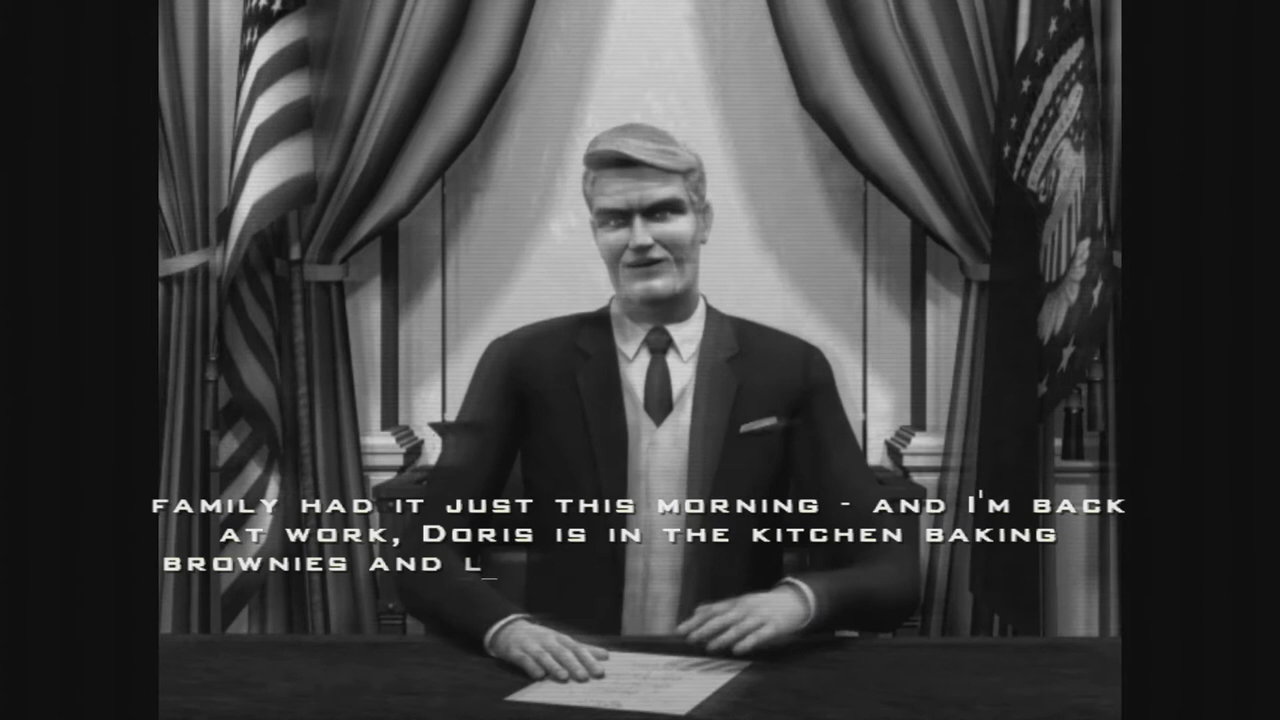 FAMILY HAD IT JUST THIS MORNING - AND I'M BACK
AT WORK, DORIS IS IN THE KITCHEN BAKING
BROWNIES AND L_